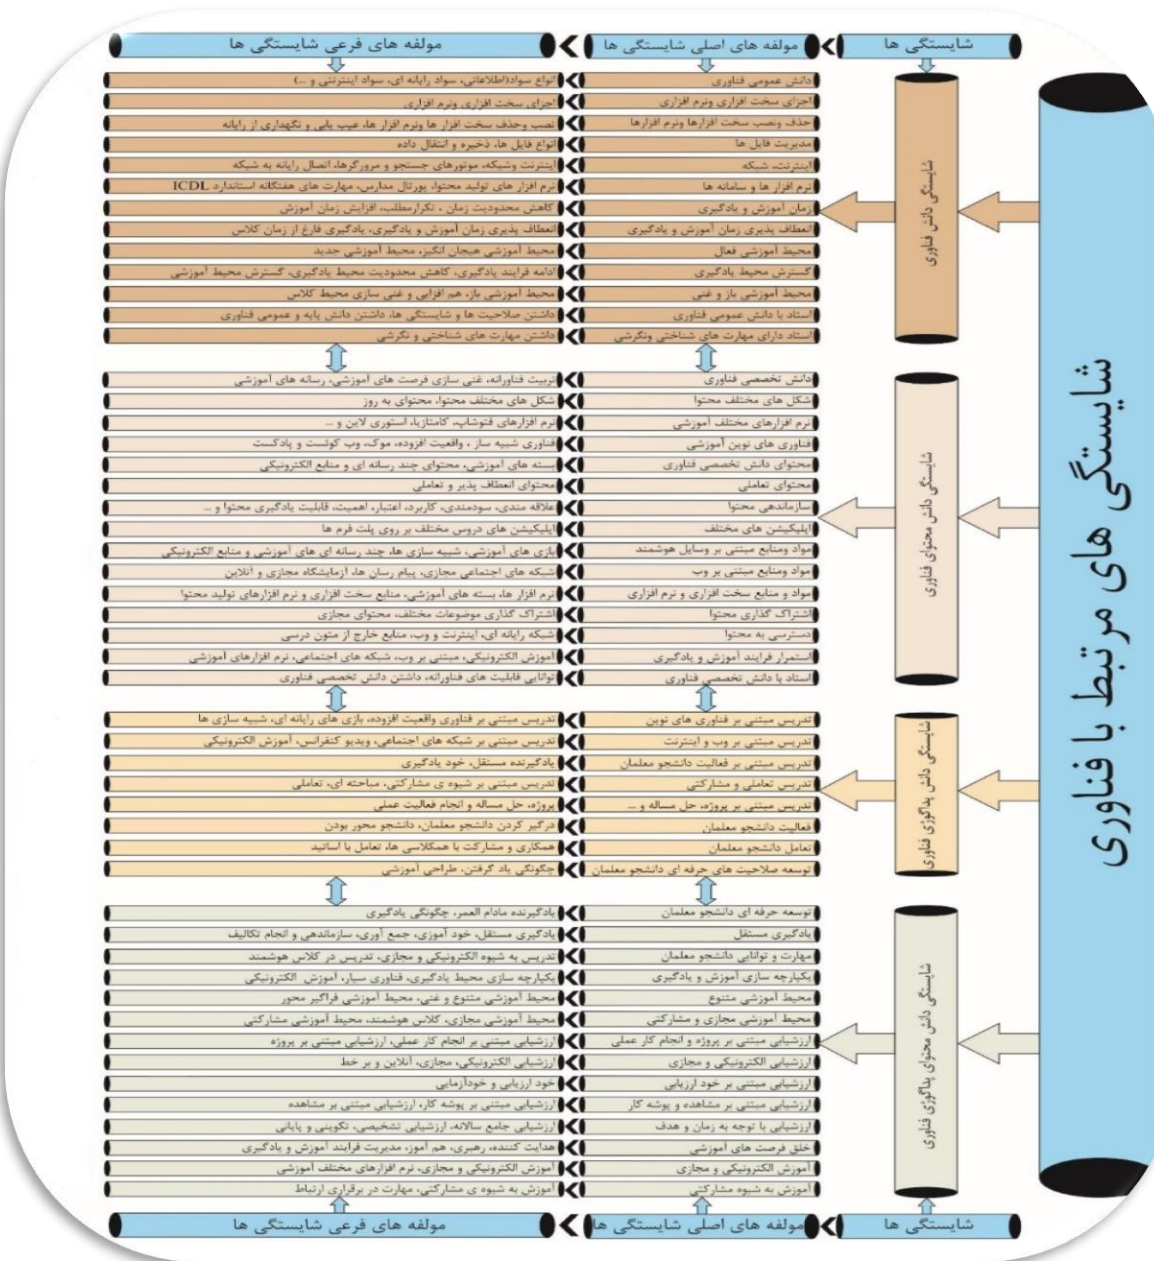 شایستگی ها
مولفه های اصلی شایستگی ها
مولفه های فرعی شایستگی ها
شایستگی های مرتبط با فناوری
شایستگی دانش فناوری
دانش عمومی فناوری
انواع سواد(اطلاعاتی، سواد رایانه ای، سواد اینترنتی و ...)
اجزای سخت افزاری ونرم افزاری
اجزای سخت افزاری ونرم افزاری
حذف ونصب سخت افزارها ونرم افزارها
نصب وحذف سخت افزار ها ونرم افزار ها، عیب یابی و نگهداری از رایانه
مدیریت فایل ها
انواع فایل ها، ذخیره و انتقال داده
اینترنت، شبکه
اینترنت وشبکه، موتورهای جستجو و مرورگرها، اتصال رایانه به شبکه
نرم افزار ها و سامانه ها
نرم افزار های تولید محتوا، پورتال مدارس، مهارت های هفتگانه استاندارد ICDL
زمان آموزش و یادگیری
کاهش محدودیت زمان ، تکرارمطلب، افزایش زمان آموزش
انعطاف پذیری زمان آموزش و یادگیری
انعطاف پذیری زمان آموزش و یادگیری، یادگیری فارغ از زمان کلاس
محیط آموزشی فعال
محیط آموزشی هیجان انگیز، محیط آموزشی جدید
گسترش محیط یادگیری
ادامه فرایند یادگیری، کاهش محدودیت محیط یادگیری، گسترش محیط آموزشی
محیط آموزشی باز و غنی
محیط آموزشی باز، هم افزایی و غنی سازی محیط کلاس
استاد با دانش عمومی فناوری
داشتن صلاحیت ها و شایستگی ها، داشتن دانش پایه و عمومی فناوری
استاد دارای مهارت های شناختی ونگرشی
داشتن مهارت های شناختی و نگرشی
شایستگی دانش محتوای فناوری
دانش تخصصی فناوری
تربیت فناورانه، غنی سازی فرصت های آموزشی، رسانه های آموزشی
شکل های مختلف محتوا
شکل های مختلف محتوا، محتوای به روز
نرم افزارهای مختلف آموزشی
نرم افزارهای فتوشاپ، کامتازیا، استوری لاین و ...
فناوری های نوین آموزشی
فناوری شبیه ساز ، واقعیت افزوده، موک، وب کوئست و پادکست
محتوای دانش تخصصی فناوری
بسته های آموزشی، محتوای چند رسانه ای و منابع الکترونیکی
محتوای تعاملی
محتوای انعطاف پذیر و تعاملی
سازماندهی محتوا
علاقه مندی، سودمندی، کاربرد، اعتبار، اهمیت، قابلیت یادگیری محتوا و ...
اپلیکیشن های مختلف
اپلیکیشن های دروس مختلف بر روی پلت فرم ها
مواد ومنابع مبتنی بر وسایل هوشمند
بازی های آموزشی، شبیه سازی ها، چند رسانه ای های آموزشی و منابع الکترونیکی
مواد ومنابع مبتنی بر وب
شبکه های اجتماعی مجازی، پیام رسان ها، آزمایشگاه مجازی و آنلاین
مواد و منابع سخت افزاری و نرم افزاری
نرم افزار ها، بسته های آموزشی، منابع سخت افزاری و نرم افزارهای تولید محتوا
اشتراک گذاری محتوا
اشتراک گذاری موضوعات مختلف، محتوای مجازی
دسترسی به محتوا
شبکه رایانه ای، اینترنت و وب، منابع خارج از متون درسی
استمرار فرایند آموزش و یادگیری
آموزش الکترونیکی، مبتنی بر وب، شبکه های اجتماعی، نرم افزارهای آموزشی
استاد با دانش تخصصی فناوری
توانایی قابلیت های فناورانه، داشتن دانش تخصصی فناوری
شایستگی دانش پداگوژی فناوری
تدریس مبتنی بر فناوری های نوین
تدریس مبتنی بر فناوری واقعیت افزوده، بازی های رایانه ای، شبیه سازی ها
تدریس مبتنی بر وب و اینترنت
تدریس مبتنی بر شبکه های اجتماعی، ویدیو کنفرانس، آموزش الکترونیکی
تدریس مبتنی بر فعالیت دانشجو معلمان
یادگیرنده مستقل، خود یادگیری
تدریس تعاملی و مشارکتی
تدریس مبتنی بر شیوه ی مشارکتی، مباحثه ای، تعاملی
تدریس مبتنی بر پروژه، حل مساله و ...
پروژه، حل مساله و انجام فعالیت عملی
فعالیت دانشجو معلمان
درگیر کردن دانشجو معلمان، دانشجو محور بودن
تعامل دانشجو معلمان
همکاری و مشارکت با همکلاسی ها، تعامل با اساتید
توسعه صلاحیت های حرفه ای دانشجو معلمان
چگونگی یاد گرفتن، طراحی آموزشی
شایستگی دانش محتوای پداگوژی فناوری
توسعه حرفه ای دانشجو معلمان
یادگیرنده مادام العمر، چگونگی یادگیری
یادگیری مستقل
یادگیری مستقل، خود آموزی، جمع آوری، سازماندهی و انجام تکالیف
مهارت و توانایی دانشجو معلمان
تدریس به شیوه الکترونیکی و مجازی، تدریس در کلاس هوشمند
یکپارچه سازی آموزش و یادگیری
یکپارچه سازی محیط یادگیری، فناوری سیار، آموزش الکترونیکی
محیط آموزشی متنوع
محیط آموزشی متنوع و غنی، محیط آموزشی فراگیر محور
محیط آموزشی مجازی و مشارکتی
محیط آموزشی مجازی، کلاس هوشمند، محیط آموزشی مشارکتی
ارزشیابی مبتنی بر پروژه و انجام کار عملی
ارزشیابی مبتنی بر انجام کار عملی، ارزشیابی مبتنی بر پروژه
ارزشیابی الکترونیکی و مجازی
ارزشیابی الکترونیکی، مجازی، آنلاین و بر خط
ارزشیابی مبتنی بر خود ارزیابی
خود ارزیابی و خودآزمایی
ارزشیابی مبتنی بر مشاهده و پوشه کار
ارزشیابی مبتنی بر پوشه کار، ارزشیابی مبتنی بر مشاهده
ارزشیابی با توجه به زمان و هدف
ارزشیابی جامع سالانه، ارزشیابی تشخیصی، تکوینی و پایانی
خلق فرصت های آموزشی
هدایت کننده، رهبری، هم آموز، مدیریت فرایند آموزش و یادگیری
آموزش الکترونیکی و مجازی
آموزش الکترونیکی و مجازی، نرم افزارهای مختلف آموزشی
آموزش به شیوه مشارکتی
آموزش به شیوه ی مشارکتی، مهارت در برقراری ارتباط
شایستگی ها
مولفه های اصلی شایستگی ها
مولفه های فرعی شایستگی ها